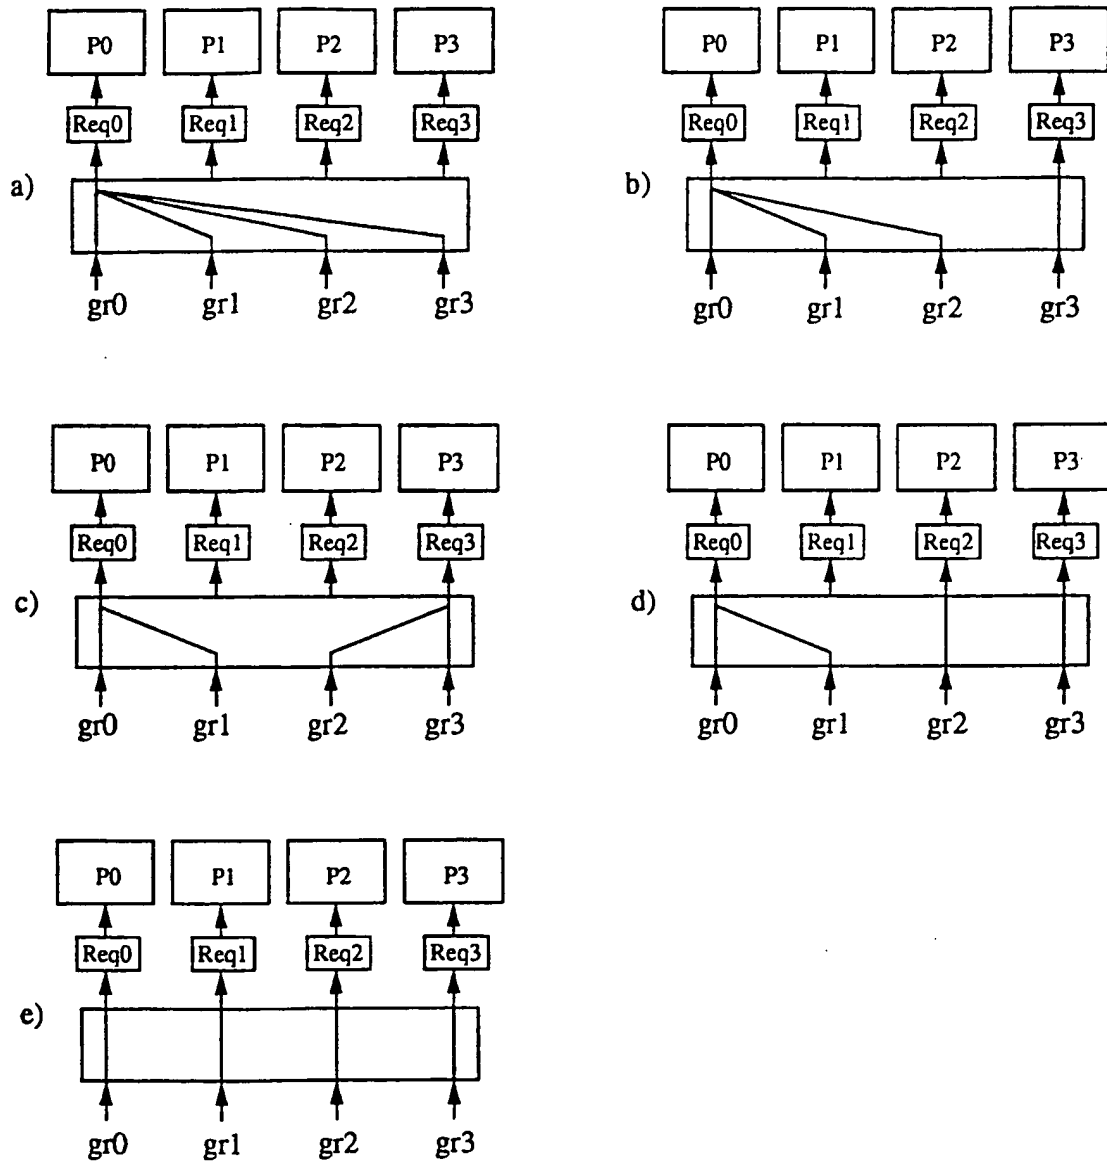 P0 P1 P2 P3
Req0 Req1 Req2 Req3
a)
gr0 gr1 gr2 gr3
P0 P1 P2 P3
Req0 Req1 Req2 Req3
b)
gr0 gr1 gr2 gr3
P0 P1 P2 P3
Req0 Req1 Req2 Req3
c)
gr0 gr1 gr2 gr3
P0 P1 P2 P3
Req0 Req1 Req2 Req3
d)
gr0 gr1 gr2 gr3
P0 P1 P2 P3
Req0 Req1 Req2 Req3
e)
gr0 gr1 gr2 gr3